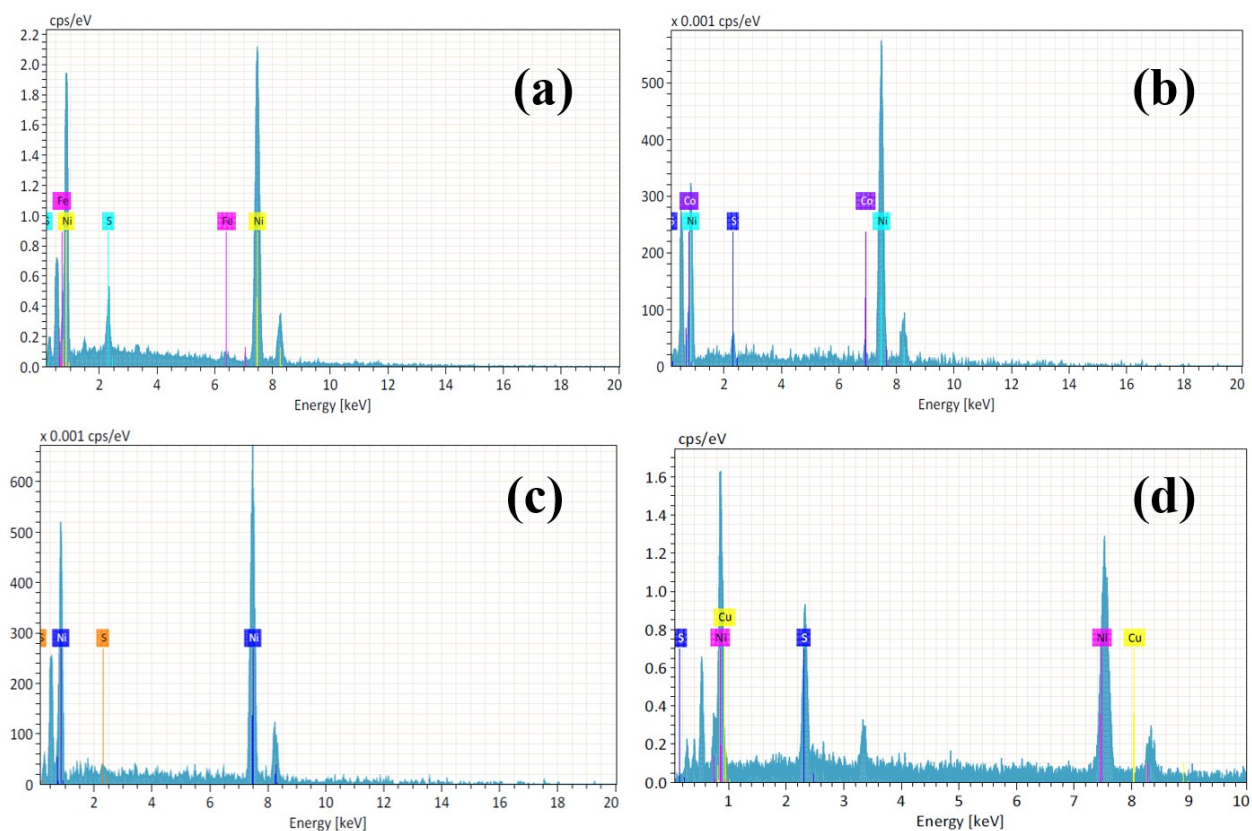 cps/eV
(a)
2.2
2.0
1.8
1.6
1.4
1.2
Fe
1.0
S Ni S Fe Ni
0.8
0.6
0.4
0.2
0.0
2 4 6 8 10 12 14 16 18 20
Energy [keV]
x 0.001 cps/eV
(b)
500
400
300
Co Co
S Ni S Ni
200
100
0
2 4 6 8 10 12 14 16 18 20
Energy [keV]
x 0.001 cps/eV
(c)
600
500
400
300
S Ni S Ni
200
100
0
2 4 6 8 10 12 14 16 18 20
Energy [keV]
cps/eV
(d)
1.6
1.4
1.2
1.0
Cu
0.8
S Ni S Ni Cu
0.6
0.4
0.2
0.0
1 2 3 4 5 6 7 8 9 10
Energy [keV]